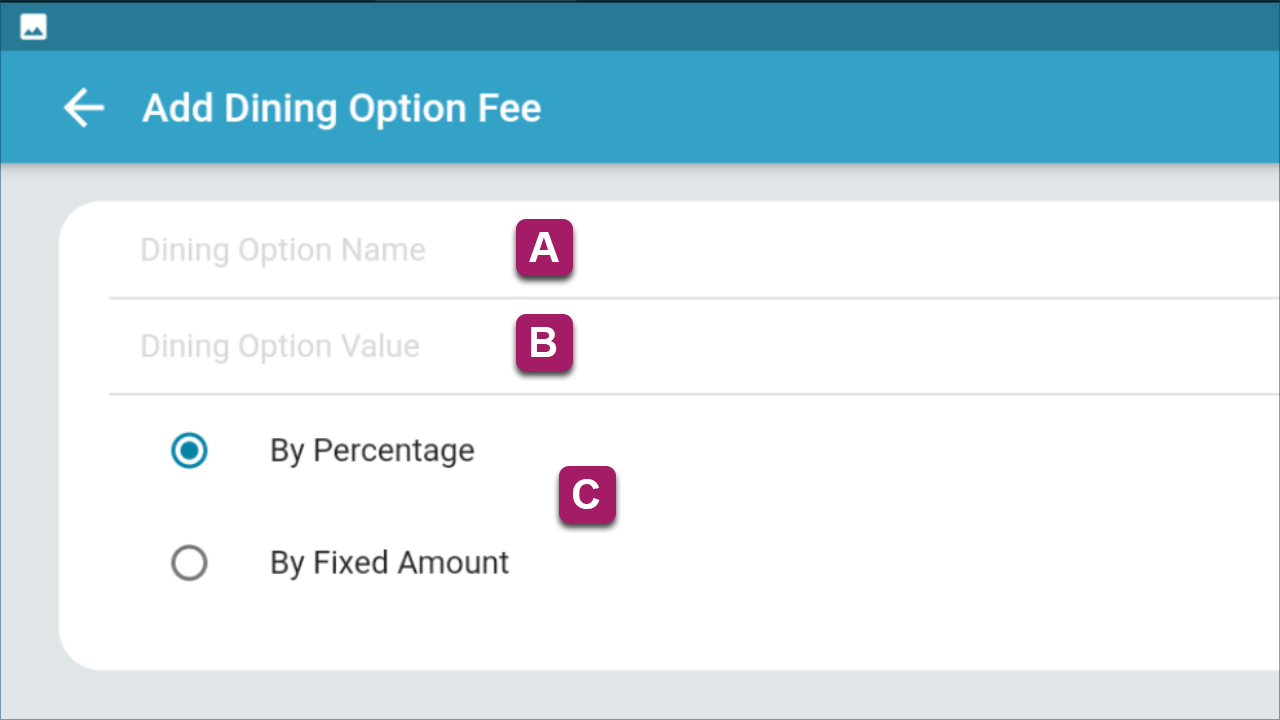 Add Dining Option Fee
Dining Option Name A
Dining Option Value B
By Percentage
C
By Fixed Amount